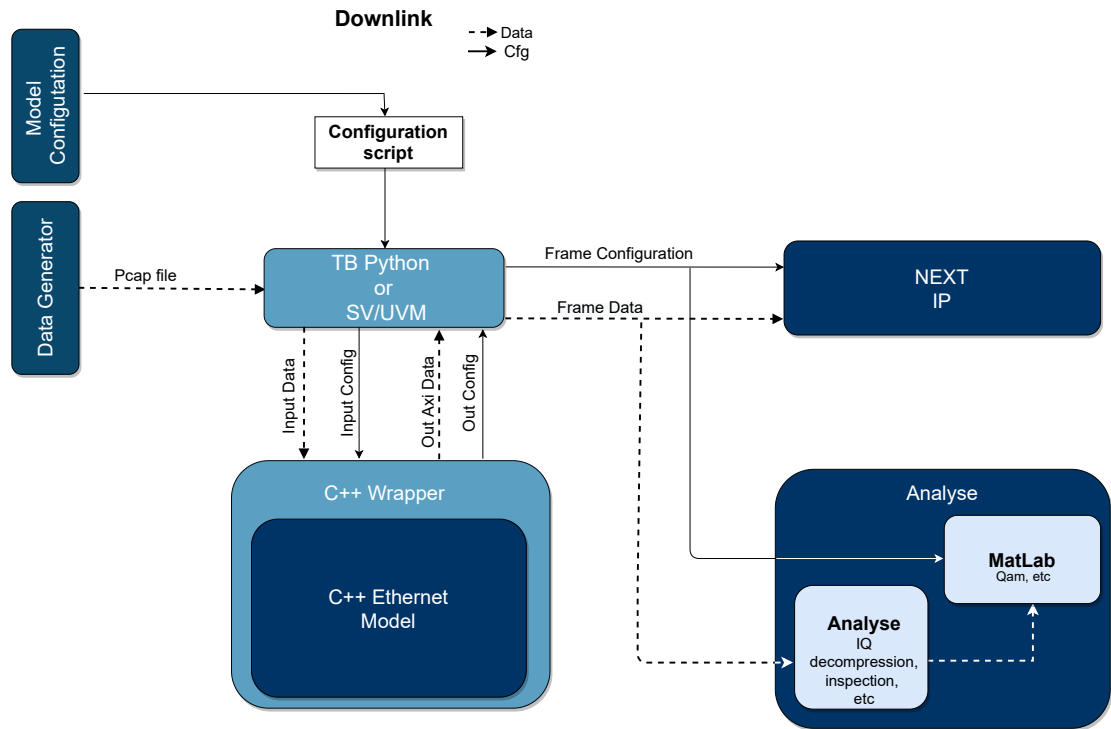 Downlink
Data
Cfg
Model
Configutation
Configuration
script
Data Generator
Pcap file
TB Python
or
SV/UVM
Frame Configuration
Frame Data
NEXT
IP
Input Data
Input Config
Out Axi Data
Out Config
C++ Wrapper
C++ Ethernet
Model
Analyse
MatLab
Qam, etc
Analyse
IQ
decompression,
inspection,
etc